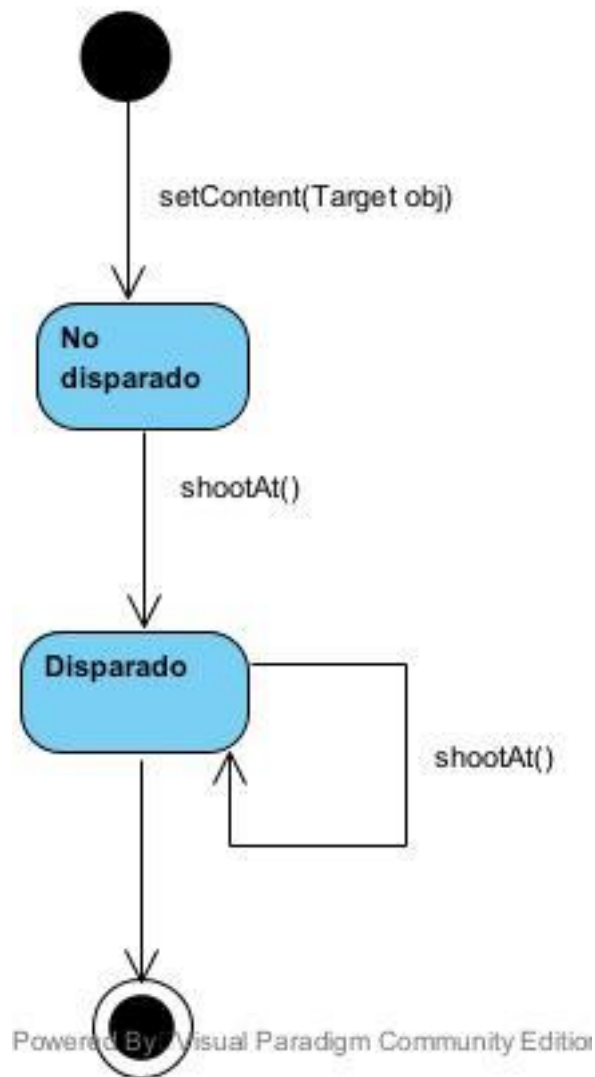 setContent(Target obj)
No
disparado
shootAt()
Disparado
shootAt()
Powered By Visual Paradigm Community Edition